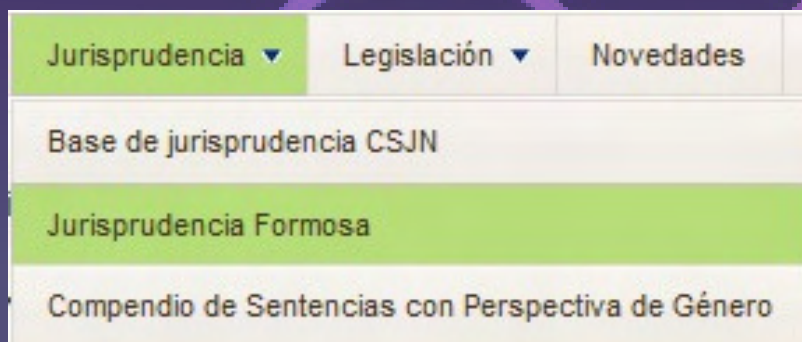 Jurisprudencia Legislación Novedades
Base de jurisprudencia CSJN
Jurisprudencia Formosa
Compendio de Sentencias con Perspectiva de Género